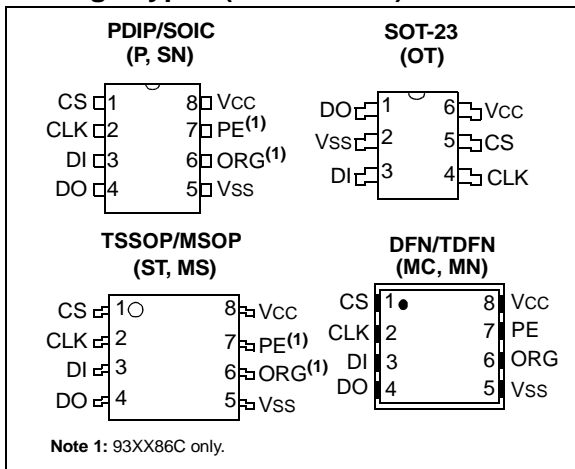 PDIP/SOIC
(P, SN)
CS 1 8 VCC
CLK 2 7 PE(1)
DI 3 6 ORG(1)
DO 4 5 VSS
SOT-23
(OT)
DO 1 6 VCC
VSS 2 5 CS
DI 3 4 CLK
TSSOP/MSOP
(ST, MS)
CS 1 8 VCC
CLK 2 7 PE(1)
DI 3 6 ORG(1)
DO 4 5 VSS
DFN/TDFN
(MC, MN)
CS 1 8 VCC
CLK 2 7 PE
DI 3 6 ORG
DO 4 5 VSS
Note 1: 93XX86C only.